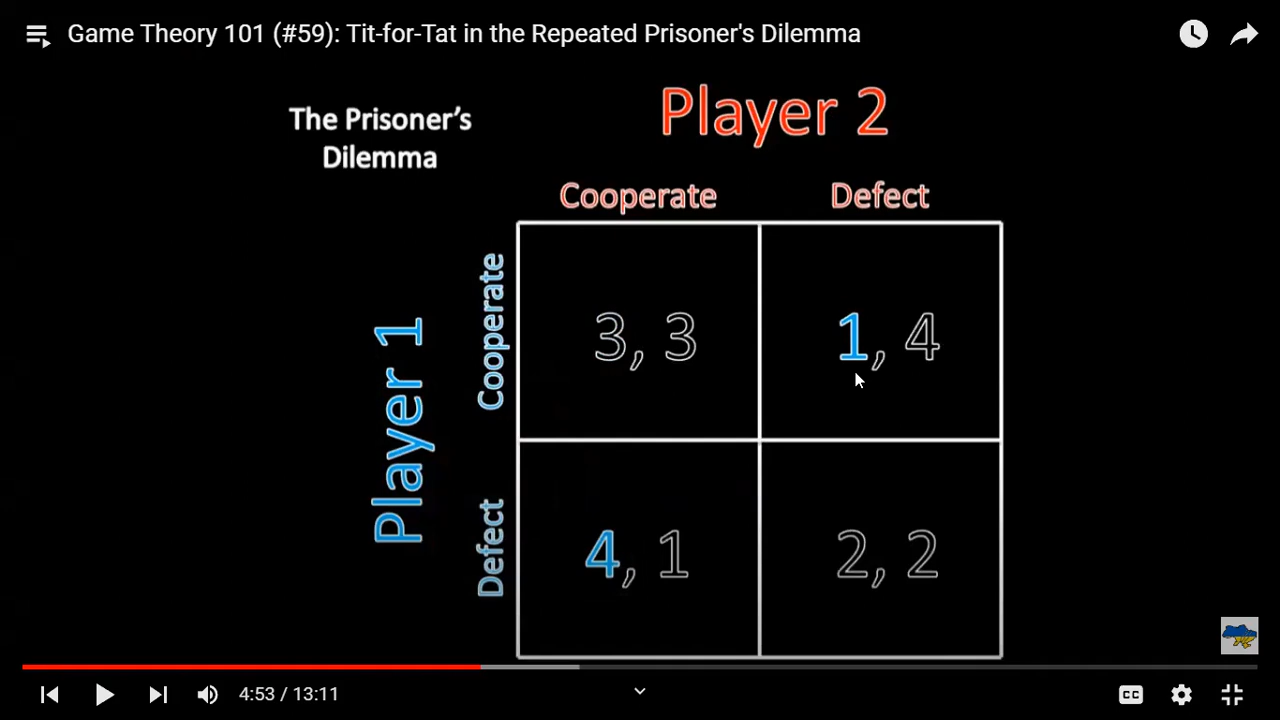 Game Theory 101 (#59): Tit-for-Tat in the Repeated Prisoner's Dilemma
The Prisoner’s
Dilemma
Player 2
Cooperate
Defect
Player 1
Cooperate
3, 3
1, 4
Defect
4, 1
2, 2
4:53 / 13:11
CC